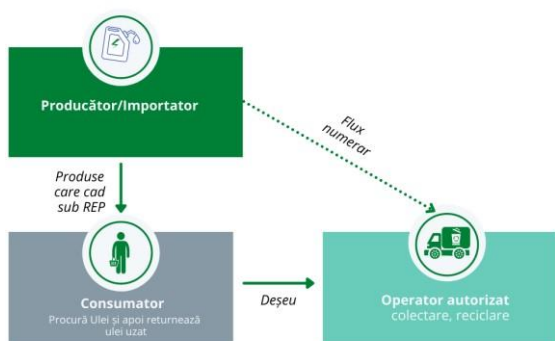 Producător/Importator
Flux
numerar
Produse
care cad
sub REP
Consumator
Procură Ulei și apoi returnează
ulei uzat
Deșeu
Operator autorizat
colectare, reciclare